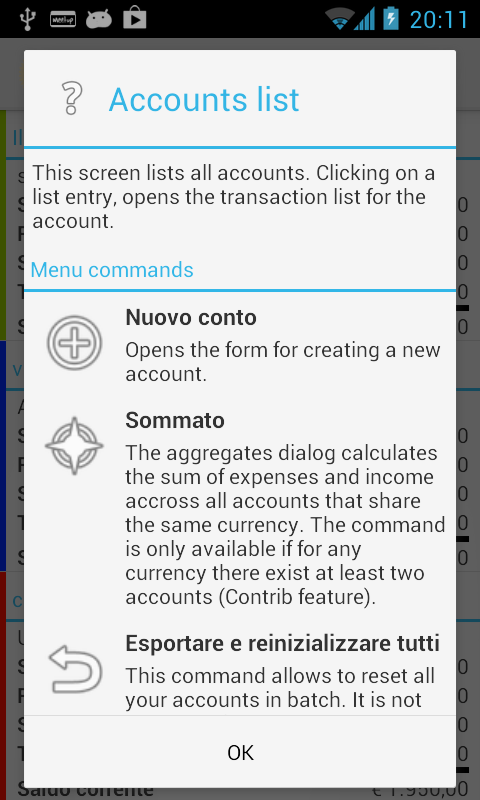 20:11
Accounts list
This screen lists all accounts. Clicking on a
list entry, opens the transaction list for the
account.
Menu commands
Nuovo conto
Opens the form for creating a new
account.
Sommato
The aggregates dialog calculates
the sum of expenses and income
accross all accounts that share
the same currency. The command
is only available if for any
currency there exist at least two
accounts (Contrib feature).
Esportare e reinizializzare tutti
This command allows to reset all
your accounts in batch. It is not
OK
Saldo corrente € 1.950,00